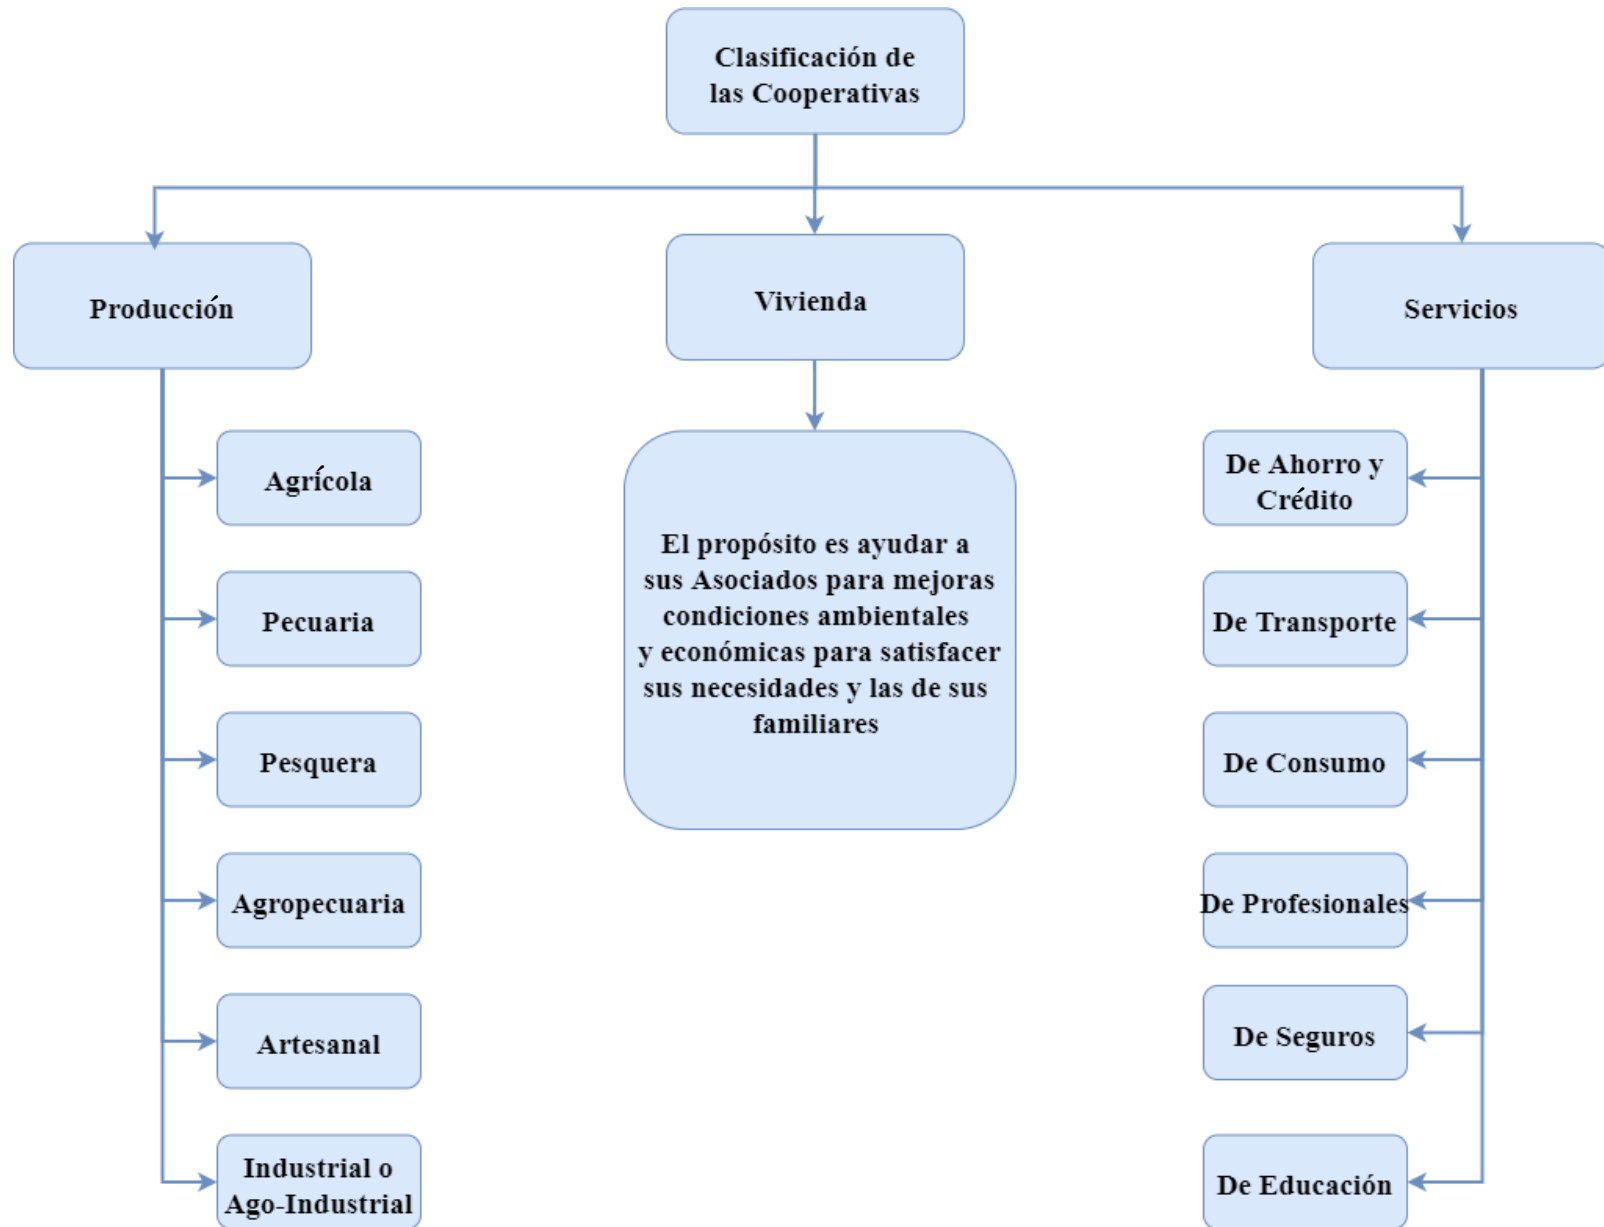 Clasificación de
las Cooperativas
Producción
Vivienda
Servicios
Agrícola
Pecuaria
Pesquera
Agropecuaria
Artesanal
Industrial o
Ago-Industrial
El propósito es ayudar a
sus Asociados para mejoras
condiciones ambientales
y económicas para satisfacer
sus necesidades y las de sus
familiares
De Ahorro y
Crédito
De Transporte
De Consumo
De Profesionales
De Seguros
De Educación